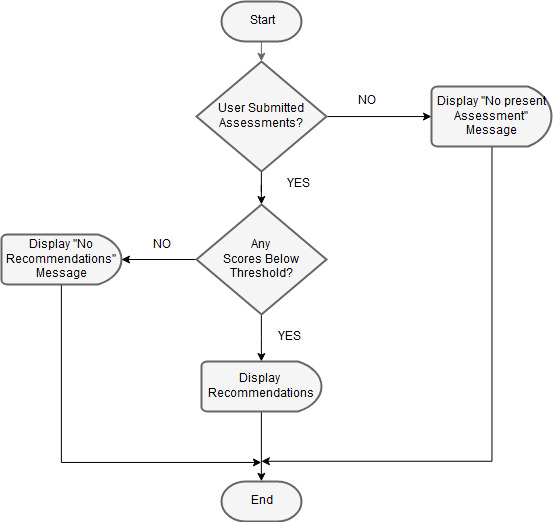 Start
User Submitted
Assessments?
NO
Display "No present
Assessment"
Message
YES
Any
Scores Below
Threshold?
NO
Display "No
Recommendations"
Message
YES
Display
Recommendations
End